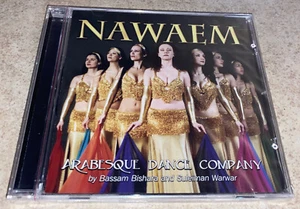 NAWAEM
ARABESQUE DANCE COMPANY
by Bassam Bishara and Suleiman Warwar